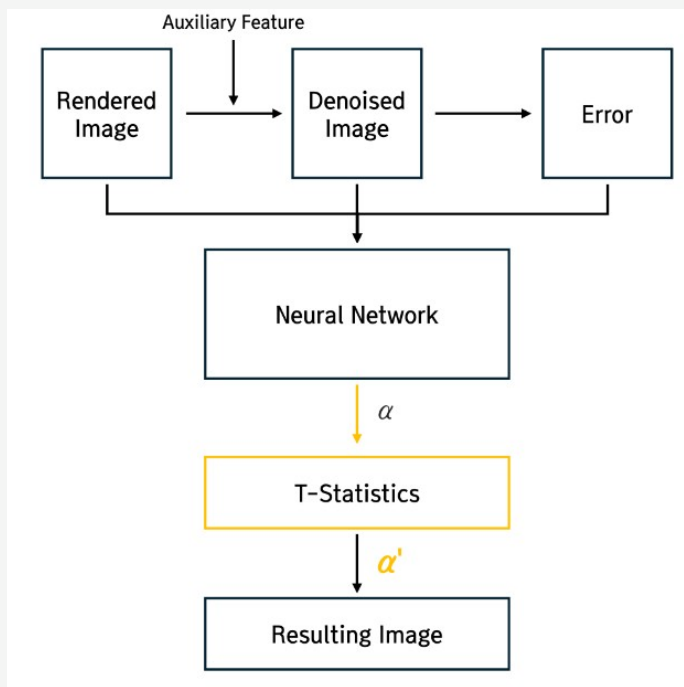 Auxiliary Feature
Rendered
Image
Denoised
Image
Error
Neural Network
α
T-Statistics
α'
Resulting Image